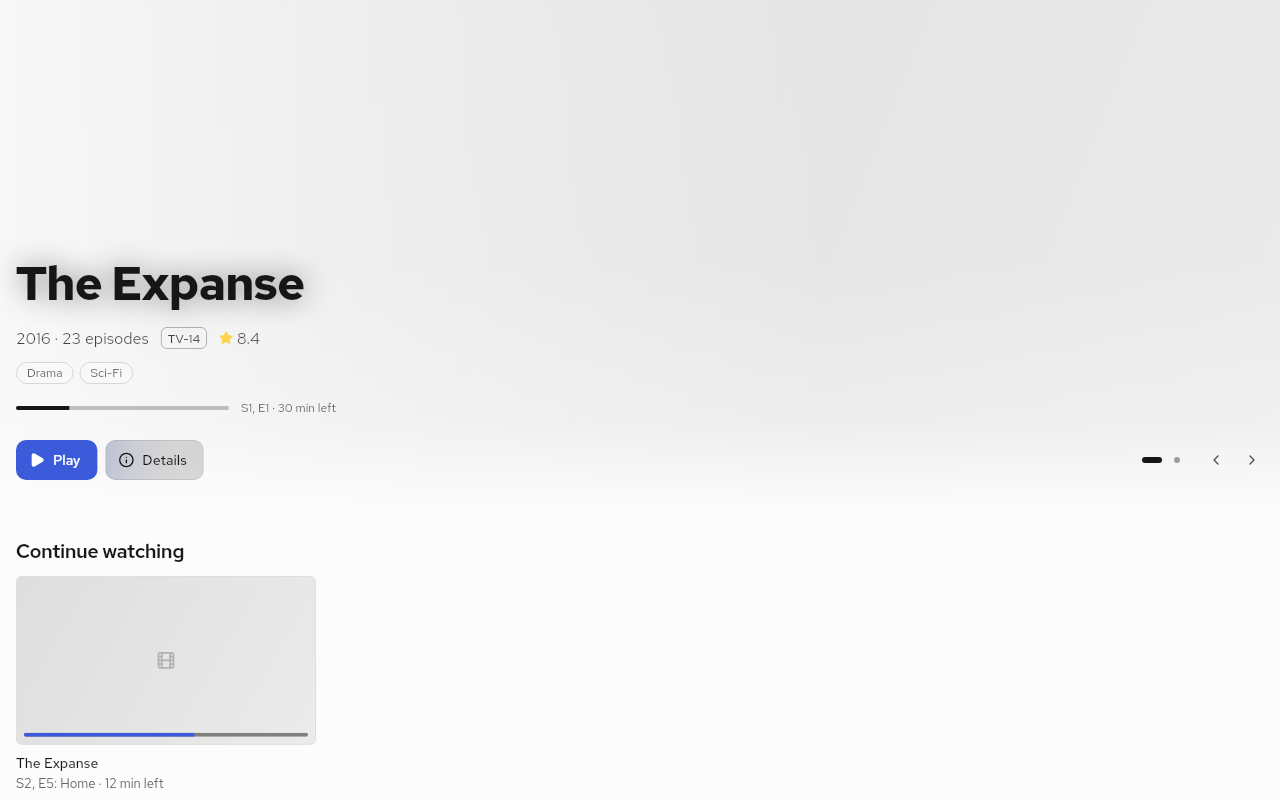 The Expanse
2016 · 23 episodes TV-14 8.4
Drama Sci-Fi
S1, E1 · 30 min left
Play Details
Continue watching
The Expanse
S2, E5: Home · 12 min left